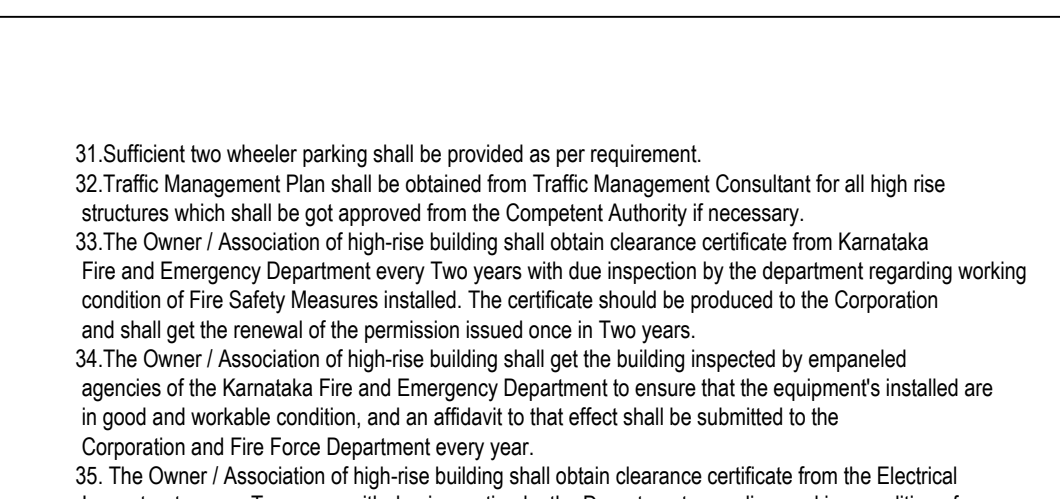 31.Sufficient two wheeler parking shall be provided as per requirement.
32.Traffic Management Plan shall be obtained from Traffic Management Consultant for all high rise
structures which shall be got approved from the Competent Authority if necessary.
33.The Owner / Association of high-rise building shall obtain clearance certificate from Karnataka
Fire and Emergency Department every Two years with due inspection by the department regarding working
condition of Fire Safety Measures installed. The certificate should be produced to the Corporation
and shall get the renewal of the permission issued once in Two years.
34.The Owner / Association of high-rise building shall get the building inspected by empaneled
agencies of the Karnataka Fire and Emergency Department to ensure that the equipment's installed are
in good and workable condition, and an affidavit to that effect shall be submitted to the
Corporation and Fire Force Department every year.
35. The Owner / Association of high-rise building shall obtain clearance certificate from the Electrical